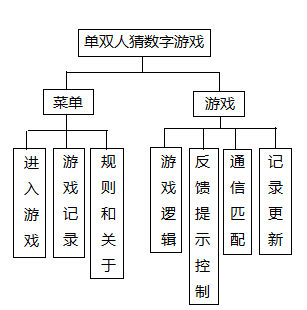 单双人猜数字游戏
菜单
游戏
进入游戏
游戏记录
规则和关于
游戏逻辑
反馈提示控制
通信匹配
记录更新